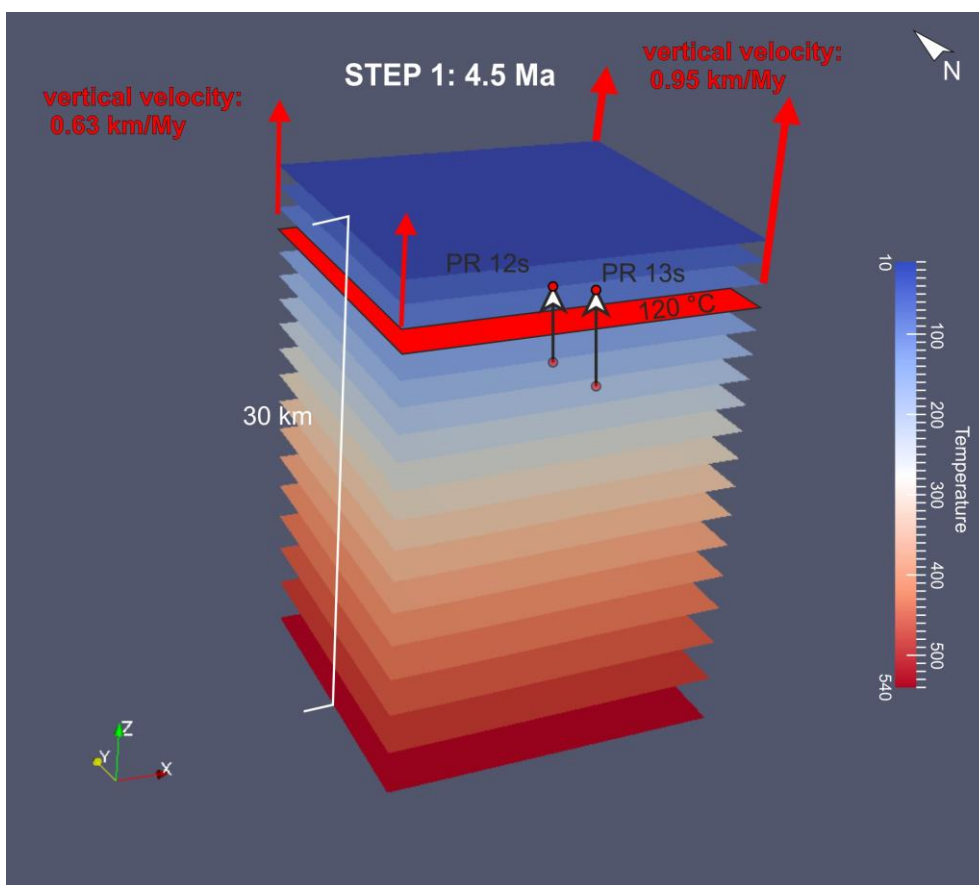 STEP 1: 4.5 Ma
vertical velocity:
0.63 km/My
vertical velocity:
0.95 km/My
N
PR 12s
PR 13s
120 °C
30 km
10
100
200
300
400
500
540
Temperature
Z
Y
X